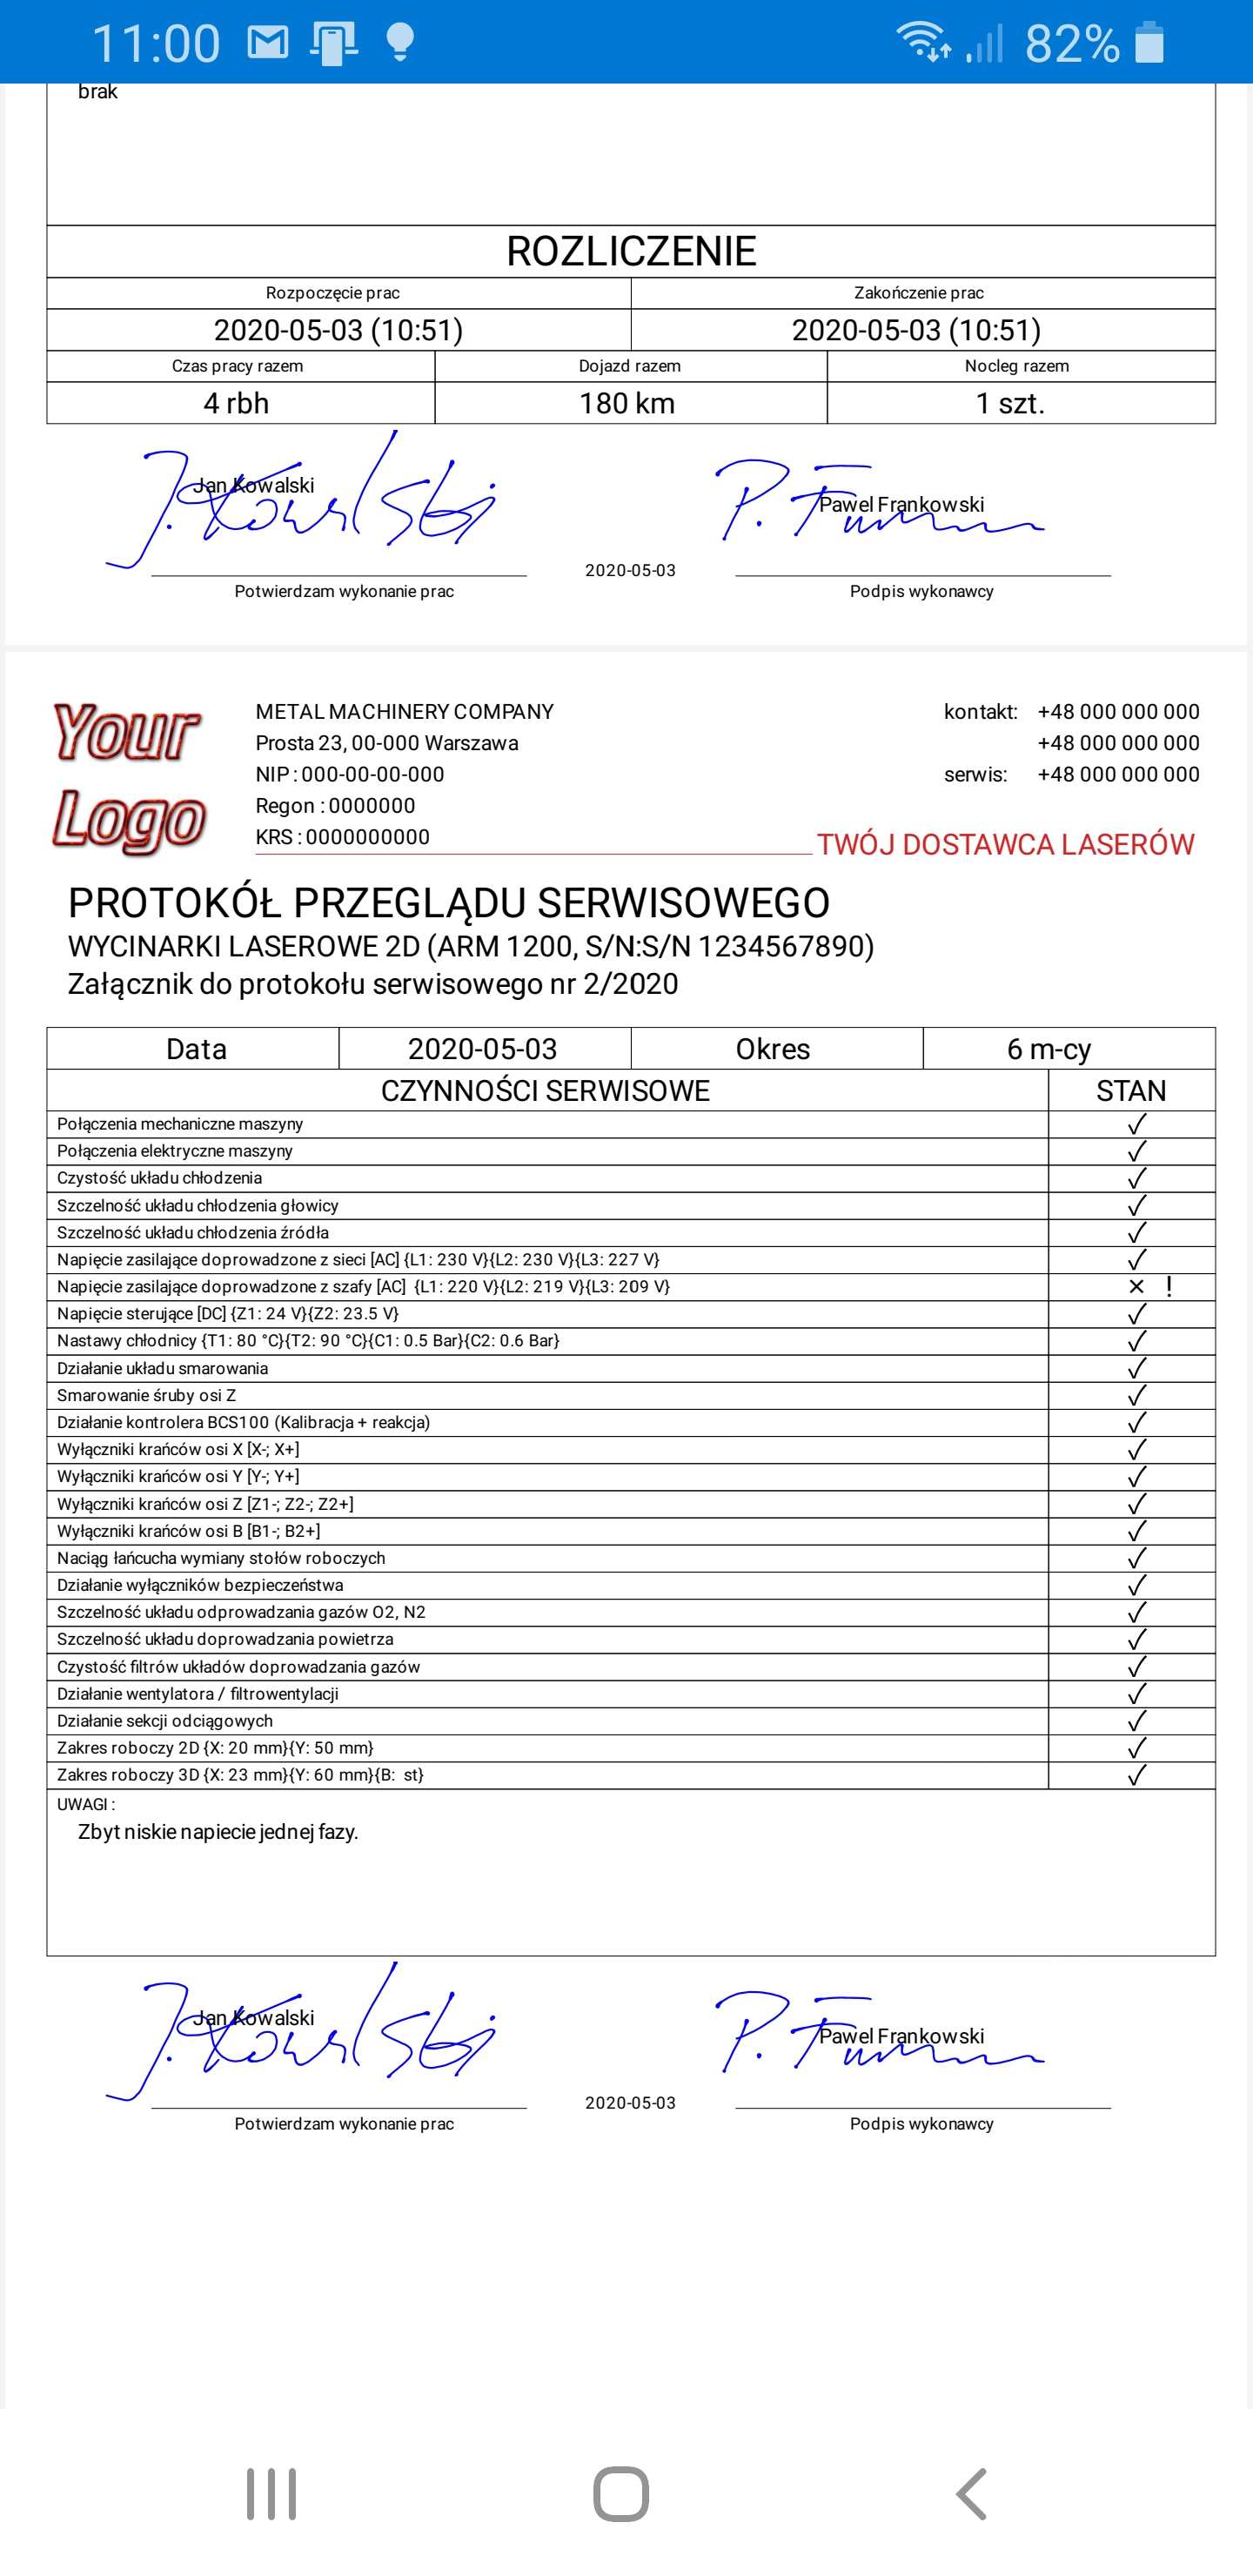 11:00 82%
brak
ROZLICZENIE
Rozpoczęcie prac Zakończenie prac
2020-05-03 (10:51) 2020-05-03 (10:51)
Czas pracy razem Dojazd razem Nocleg razem
4 rbh 180 km 1 szt.
J. Kowalski P.
Jan Kowalski Pawel Frankowski
2020-05-03
Potwierdzam wykonanie prac Podpis wykonawcy
Your
Logo
METAL MACHINERY COMPANY kontakt: +48 000 000 000
Prosta 23, 00-000 Warszawa +48 000 000 000
NIP : 000-00-00-000 serwis: +48 000 000 000
Regon : 0000000
KRS : 0000000000
TWÓJ DOSTAWCA LASERÓW
PROTOKÓŁ PRZEGLĄDU SERWISOWEGO
WYCINARKI LASEROWE 2D (ARM 1200, S/N:S/N 1234567890)
Załącznik do protokołu serwisowego nr 2/2020
Data 2020-05-03 Okres 6 m-cy
CZYNNOŚCI SERWISOWE STAN
Połączenia mechaniczne maszyny ✓
Połączenia elektryczne maszyny ✓
Czystość układu chłodzenia ✓
Szczelność układu chłodzenia głowicy ✓
Szczelność układu chłodzenia źródła ✓
Napięcie zasilające doprowadzone z sieci [AC] {L1: 230 V}{L2: 230 V}{L3: 227 V} ✓
Napięcie zasilające doprowadzone z szafy [AC] {L1: 220 V}{L2: 219 V}{L3: 209 V} × !
Napięcie sterujące [DC] {Z1: 24 V}{Z2: 23.5 V} ✓
Nastawy chłodnicy {T1: 80 °C}{T2: 90 °C}{C1: 0.5 Bar}{C2: 0.6 Bar} ✓
Działanie układu smarowania ✓
Smarowanie śruby osi Z ✓
Działanie kontrolera BCS100 (Kalibracja + reakcja) ✓
Wyłączniki krańców osi X [X-; X+] ✓
Wyłączniki krańców osi Y [Y-; Y+] ✓
Wyłączniki krańców osi Z [Z1-; Z2-; Z2+] ✓
Wyłączniki krańców osi B [B1-; B2+] ✓
Naciąg łańcucha wymiany stołów roboczych ✓
Działanie wyłączników bezpieczeństwa ✓
Szczelność układu odprowadzania gazów O2, N2 ✓
Szczelność układu doprowadzania powietrza ✓
Czystość filtrów układów doprowadzania gazów ✓
Działanie wentylatora / filtrowentylacji ✓
Działanie sekcji odciągowych ✓
Zakres roboczy 2D {X: 20 mm}{Y: 50 mm} ✓
Zakres roboczy 3D {X: 23 mm}{Y: 60 mm}{B: st} ✓
UWAGI :
Zbyt niskie napiecie jednej fazy.
J. Kowalski P.
Jan Kowalski Pawel Frankowski
2020-05-03
Potwierdzam wykonanie prac Podpis wykonawcy